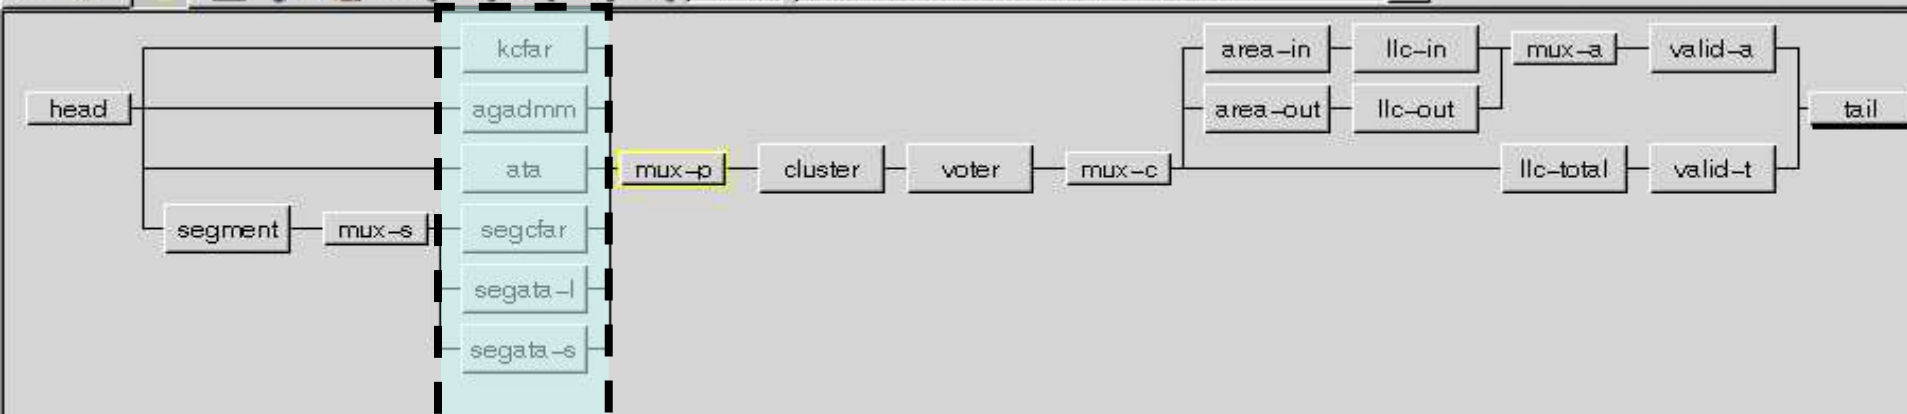 kcfar area-in llc-in mux-a valid-a
head agadmm area-out llc-out tail
ata mux-p cluster voter mux-c llc-total valid-t
segment mux-s segcfar
segata-l
segata-s